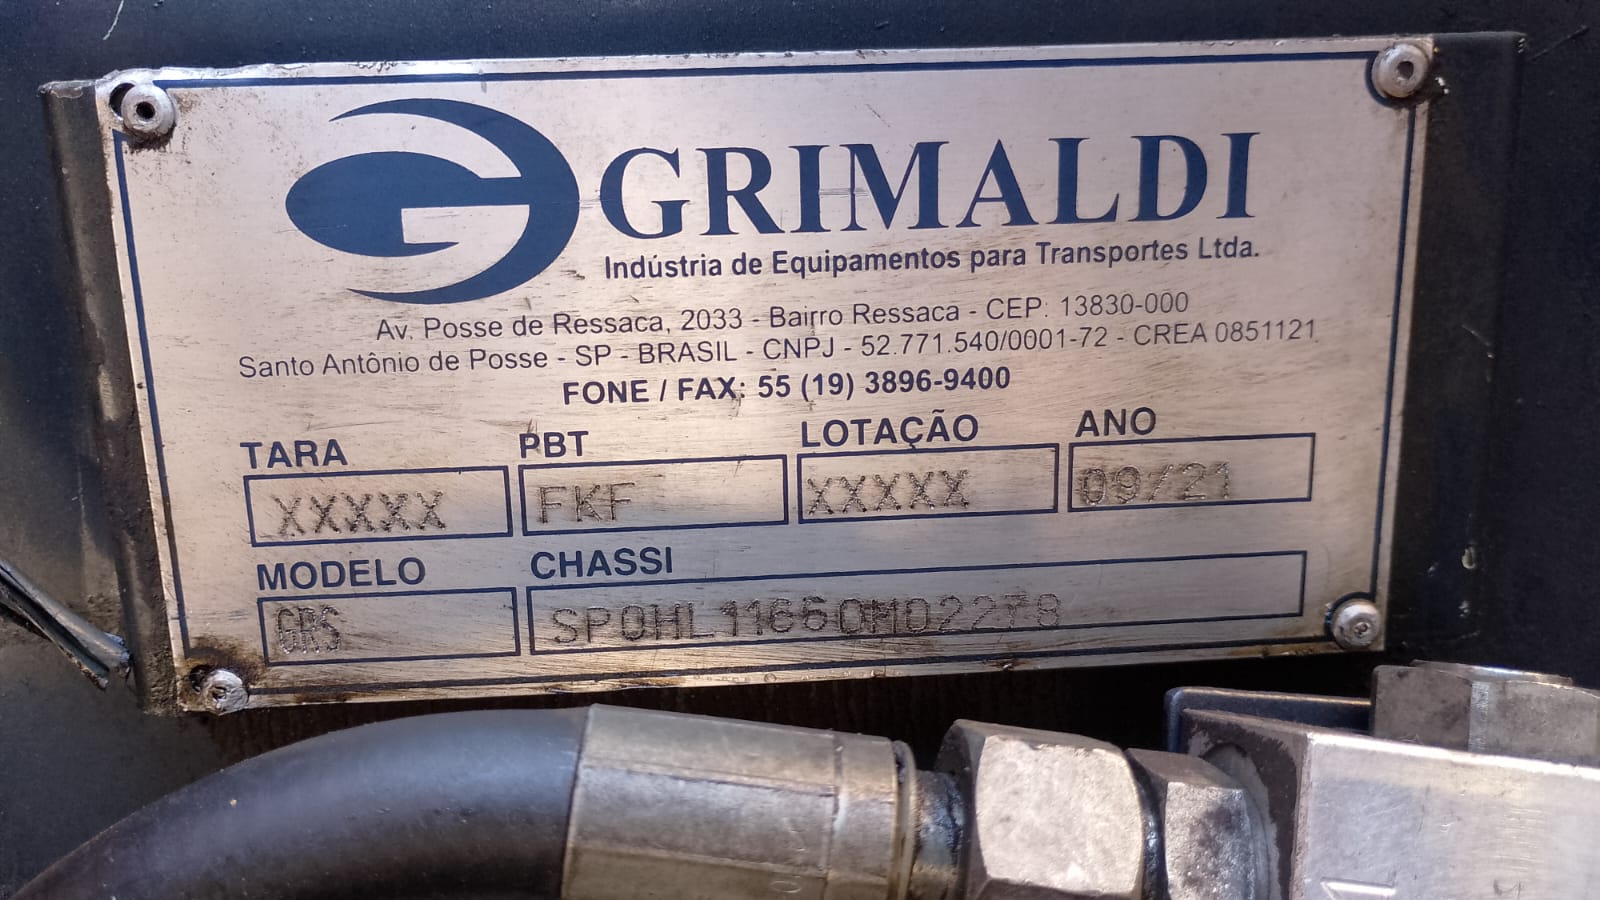 GRIMALDI
Indústria de Equipamentos para Transportes Ltda.
Av. Posse de Ressaca, 2033 - Bairro Ressaca - CEP: 13830-000
Santo Antônio de Posse - SP - BRASIL - CNPJ - 52.771.540/0001-72 - CREA 0851121
FONE / FAX: 55 (19) 3896-9400
TARA PBT LOTAÇÃO ANO
XXXXX FKF XXXXX 09/21
MODELO CHASSI
GRS SP0HL11660M02278
1